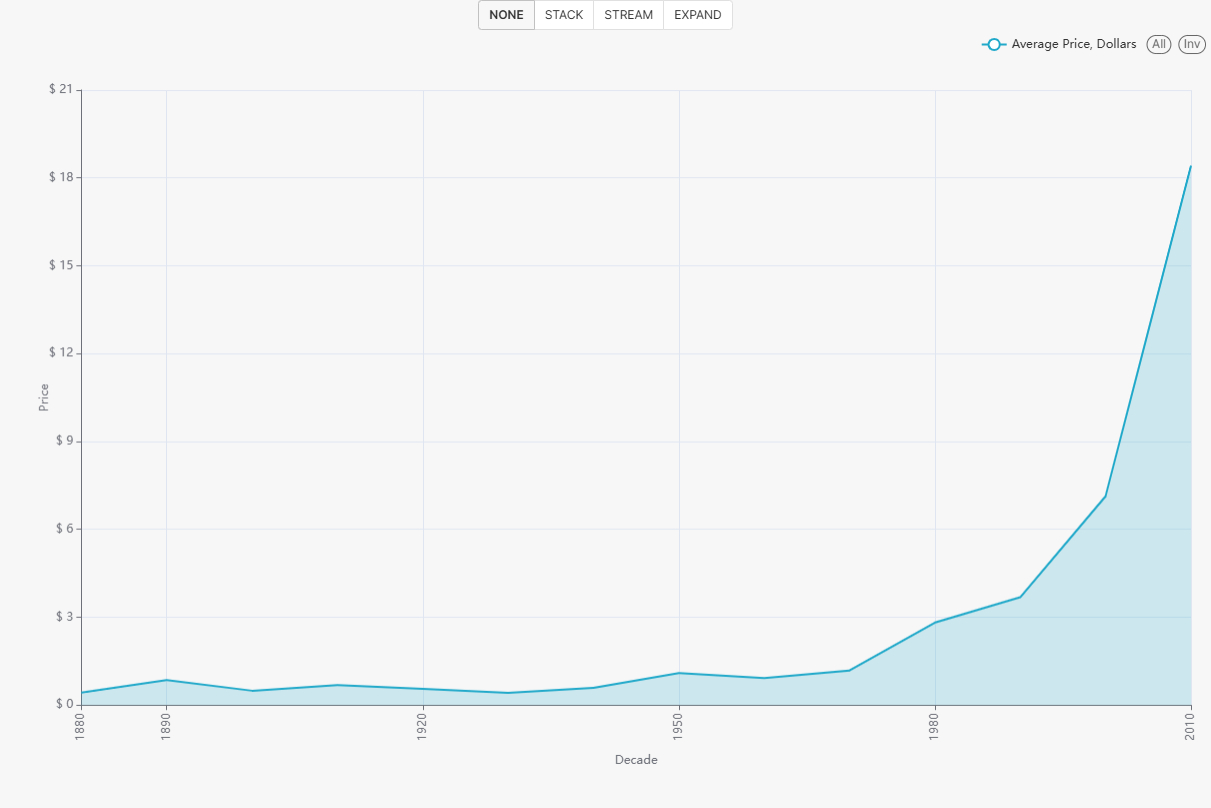 NONE STACK STREAM EXPAND
Average Price, Dollars All Inv
$ 21
$ 18
$ 15
$ 12
$ 9
$ 6
$ 3
$ 0
Price
1880 1890 1920 1950 1980 2010
Decade